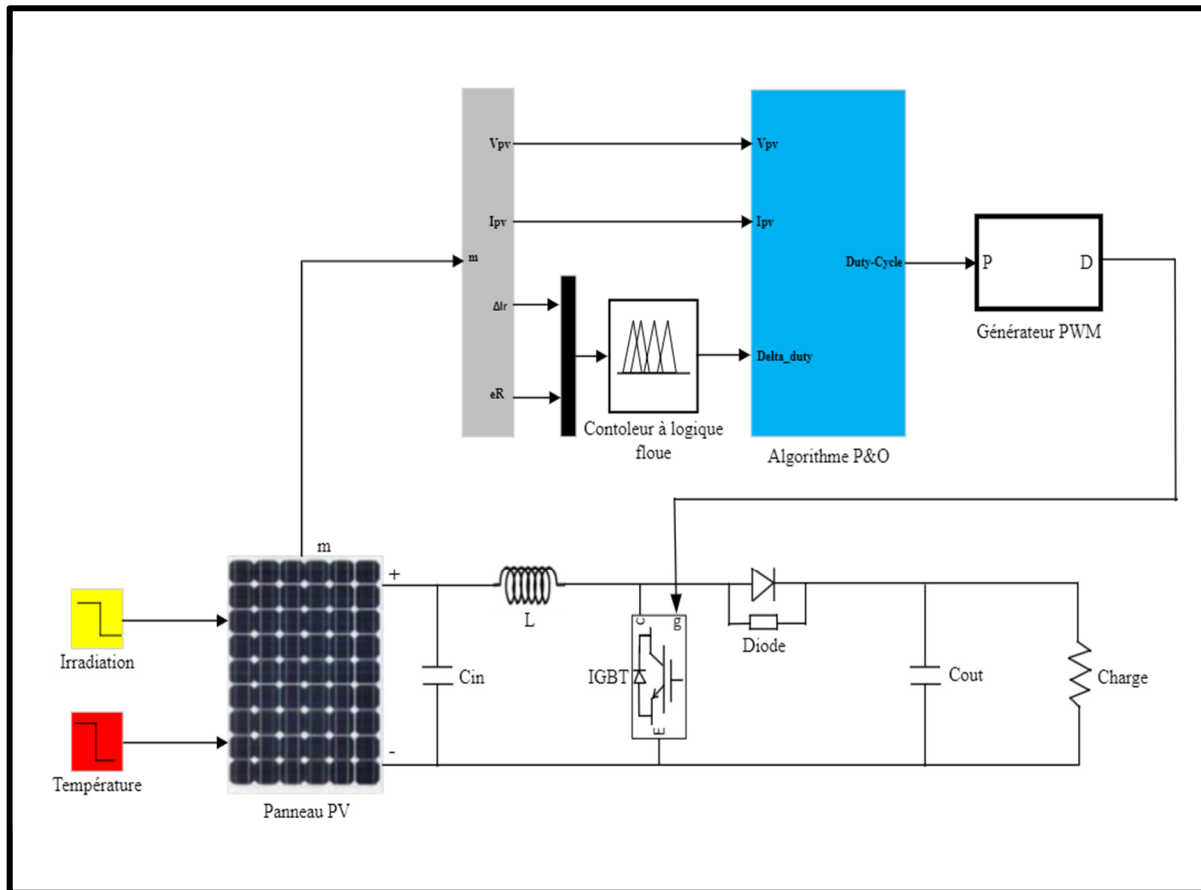 Vpv
Vpv
Ipv
Ipv
m
Duty-Cycle
P
D
ΔIr
Générateur PWM
Delta_duty
eR
Contoleur à logique
floue
Algorithme P&O
m
+
L
C
g
Diode
Irradiation
Cin
IGBT
Cout
Charge
E
-
Température
Panneau PV